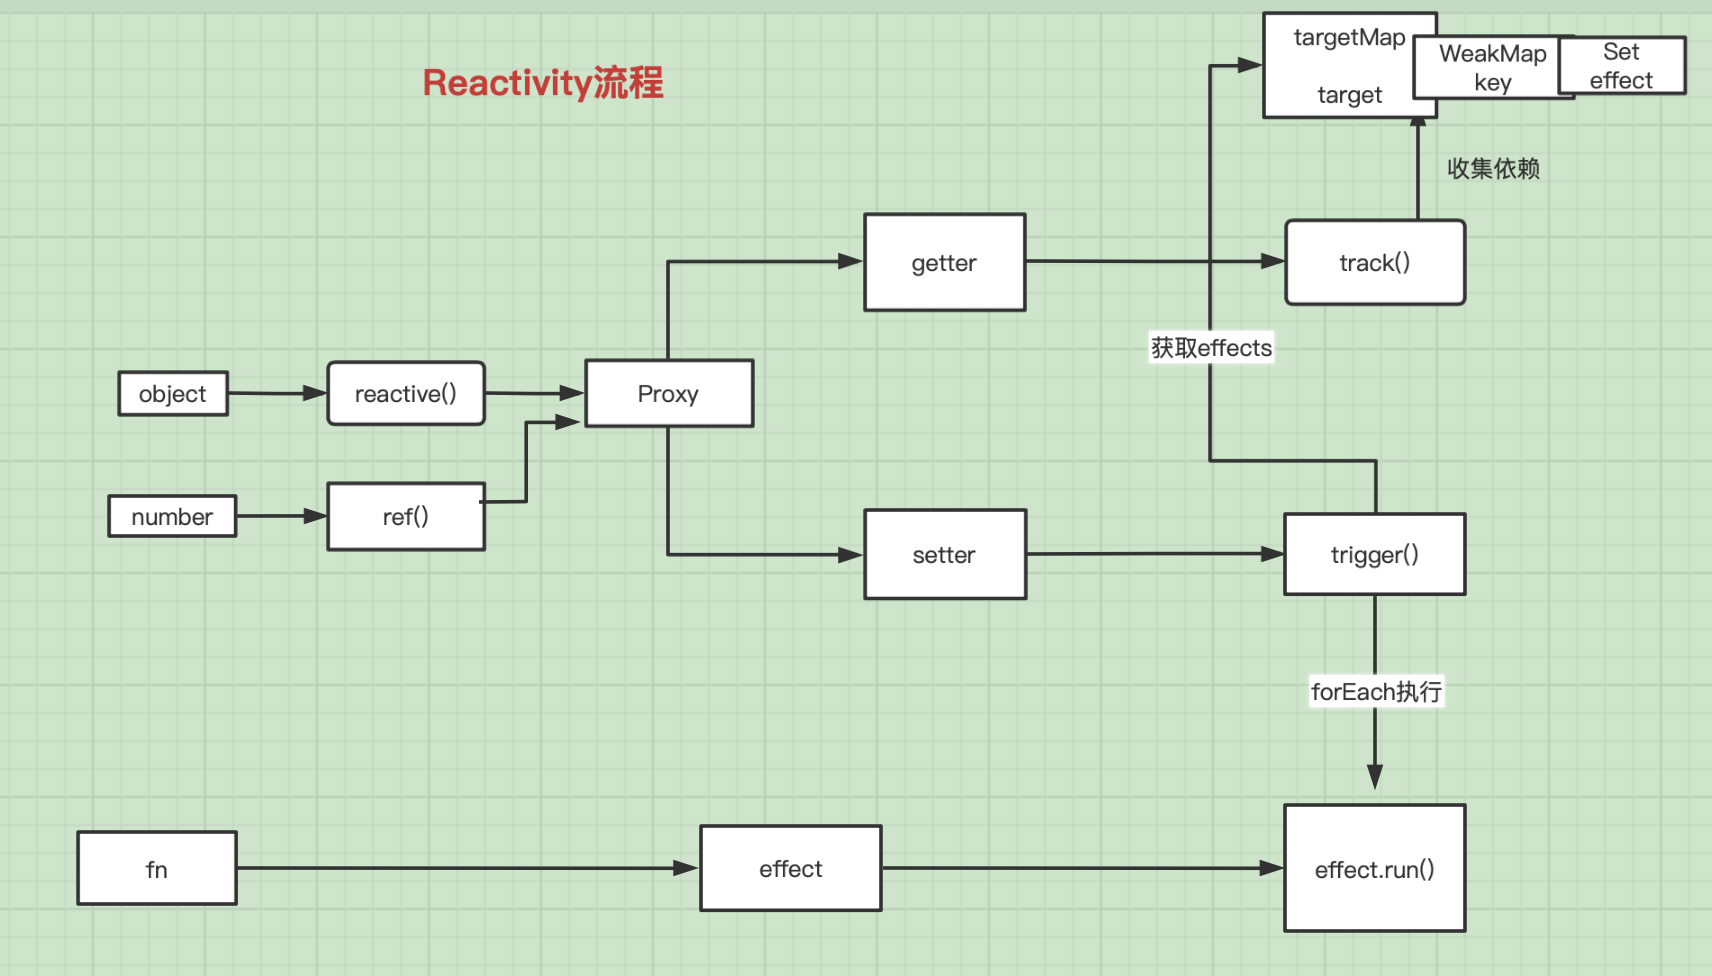 Reactivity流程
targetMap
target
WeakMap
key
Set
effect
收集依赖
getter
track()
获取effects
object
reactive()
Proxy
number
ref()
setter
trigger()
forEach执行
fn
effect
effect.run()